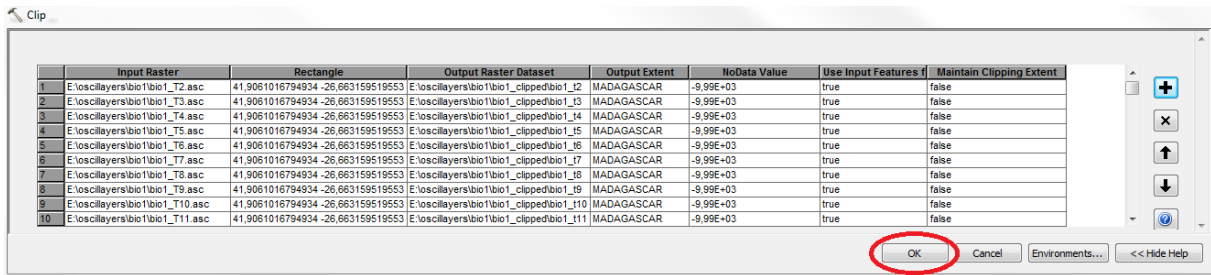 Clip
Input Raster Rectangle Output Raster Dataset Output Extent NoData Value Use Input Features f Maintain Clipping Extent
1 E:\oscillayers\bio1\bio1_T2.asc 41,9061016794934 -26,663159519553 E:\oscillayers\bio1\bio1_clipped\bio1_t2 MADAGASCAR -9,99E+03 true false
2 E:\oscillayers\bio1\bio1_T3.asc 41,9061016794934 -26,663159519553 E:\oscillayers\bio1\bio1_clipped\bio1_t3 MADAGASCAR -9,99E+03 true false
3 E:\oscillayers\bio1\bio1_T4.asc 41,9061016794934 -26,663159519553 E:\oscillayers\bio1\bio1_clipped\bio1_t4 MADAGASCAR -9,99E+03 true false
4 E:\oscillayers\bio1\bio1_T5.asc 41,9061016794934 -26,663159519553 E:\oscillayers\bio1\bio1_clipped\bio1_t5 MADAGASCAR -9,99E+03 true false
5 E:\oscillayers\bio1\bio1_T6.asc 41,9061016794934 -26,663159519553 E:\oscillayers\bio1\bio1_clipped\bio1_t6 MADAGASCAR -9,99E+03 true false
6 E:\oscillayers\bio1\bio1_T7.asc 41,9061016794934 -26,663159519553 E:\oscillayers\bio1\bio1_clipped\bio1_t7 MADAGASCAR -9,99E+03 true false
7 E:\oscillayers\bio1\bio1_T8.asc 41,9061016794934 -26,663159519553 E:\oscillayers\bio1\bio1_clipped\bio1_t8 MADAGASCAR -9,99E+03 true false
8 E:\oscillayers\bio1\bio1_T9.asc 41,9061016794934 -26,663159519553 E:\oscillayers\bio1\bio1_clipped\bio1_t9 MADAGASCAR -9,99E+03 true false
9 E:\oscillayers\bio1\bio1_T10.asc 41,9061016794934 -26,663159519553 E:\oscillayers\bio1\bio1_clipped\bio1_t10 MADAGASCAR -9,99E+03 true false
10 E:\oscillayers\bio1\bio1_T11.asc 41,9061016794934 -26,663159519553 E:\oscillayers\bio1\bio1_clipped\bio1_t11 MADAGASCAR -9,99E+03 true false
OK Cancel Environments... << Hide Help